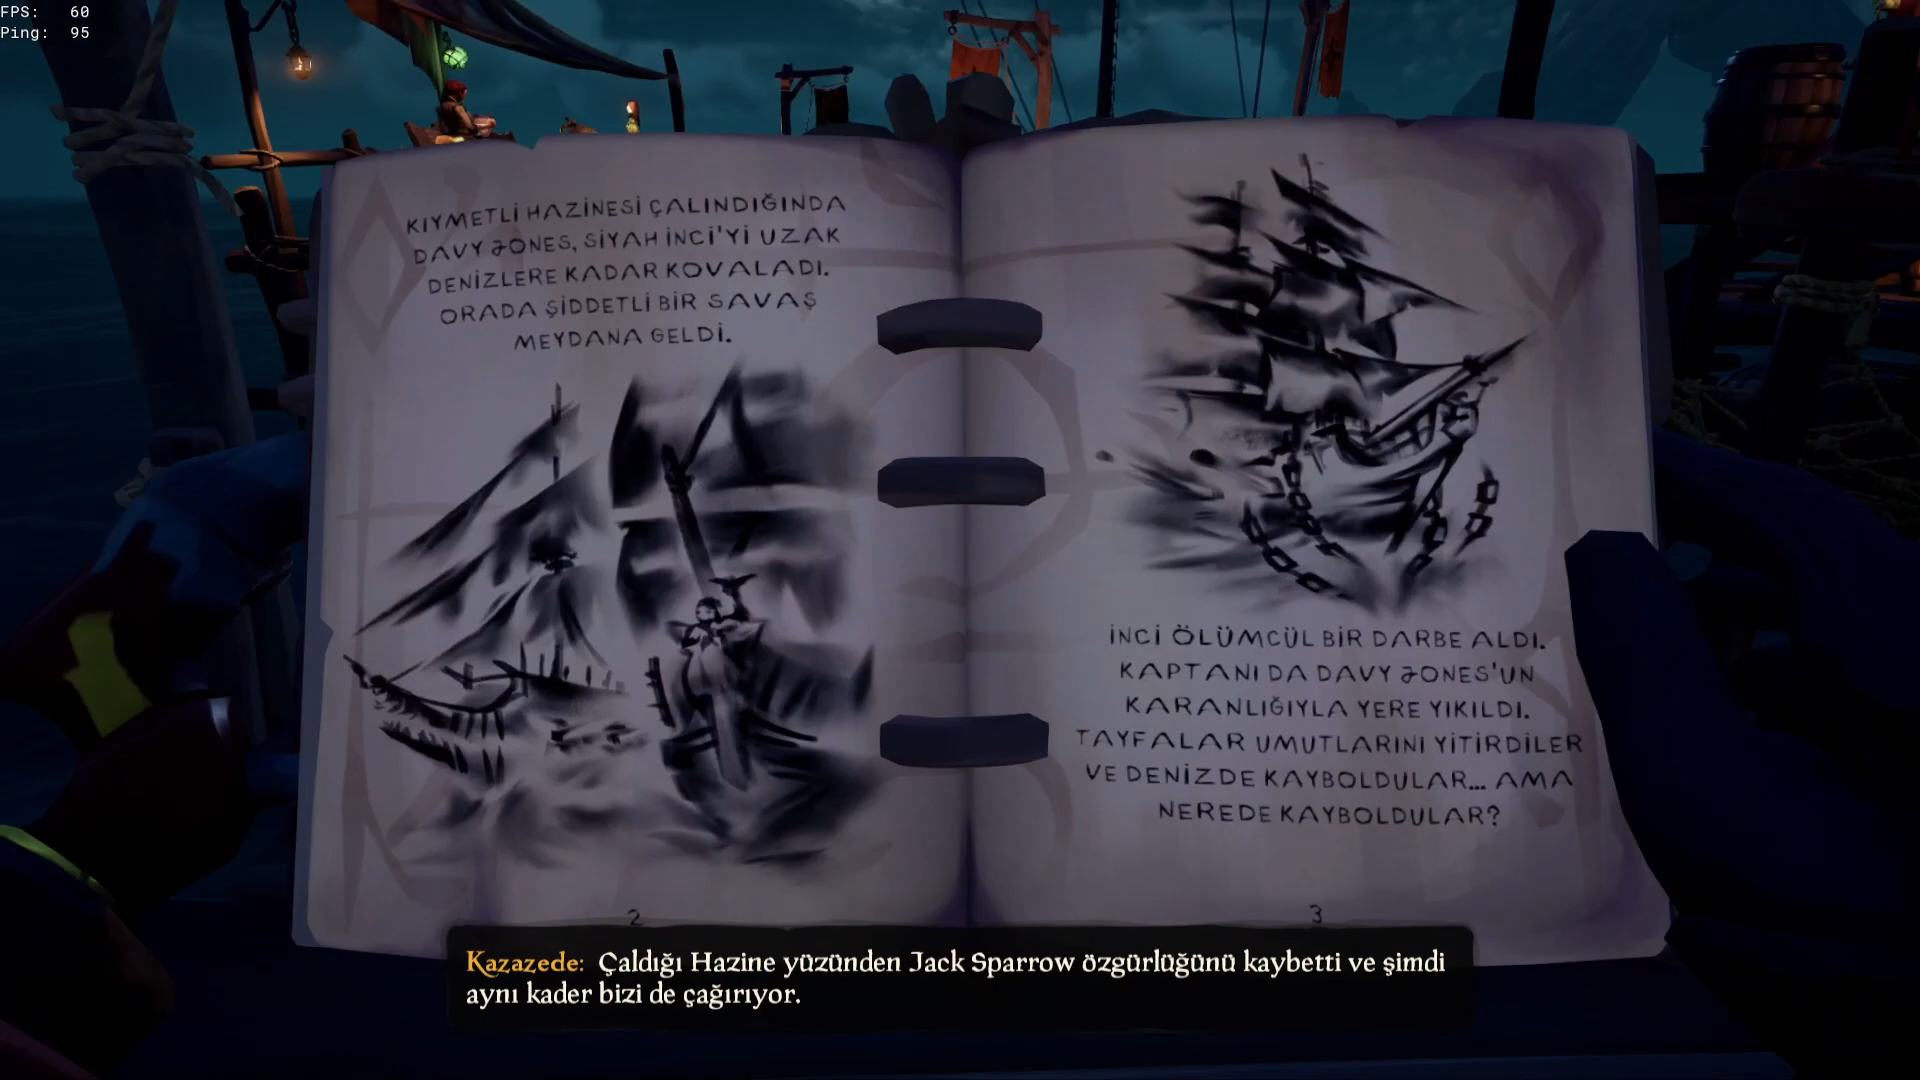 FPS: 60
Ping: 95
KIYMETLİ HAZİNESİ ÇALINDIĞINDA
DAVY JONES, SİYAH İNCİ'Yİ UZAK
DENİZLERE KADAR KOVALADI.
ORADA ŞİDDETLİ BİR SAVAŞ
MEYDANA GELDİ.
2
İNCİ ÖLÜMCÜL BİR DARBE ALDI.
KAPTANI DA DAVY JONES'UN
KARANLIĞIYLA YERE YIKILDI.
TAYFALAR UMUTLARINI YİTİRDİLER
VE DENİZDE KAYBOLDULAR... AMA
NEREDE KAYBOLDULAR?
3
Kazazede: Çaldığı Hazine yüzünden Jack Sparrow özgürlüğünü kaybetti ve şimdi
aynı kader bizi de çağırıyor.